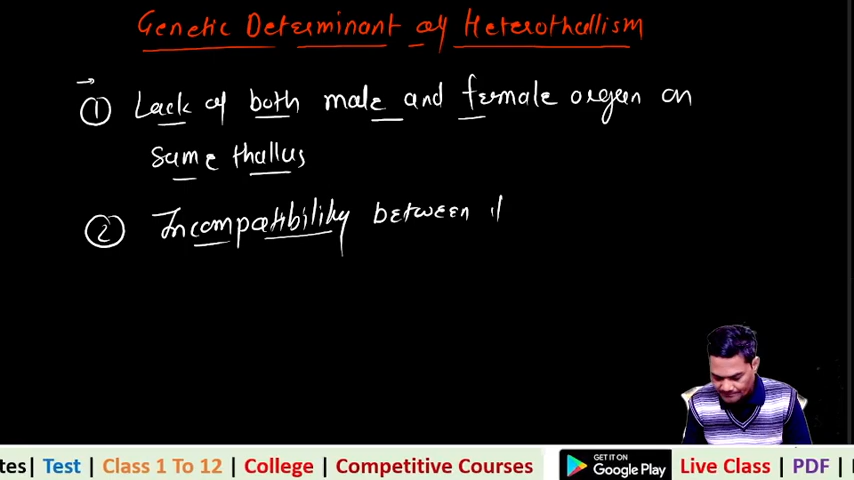 Genetic Determinant of Heterothallism
① Lack of both male and female organ on
same thallus
② Incompatibility between
tes| Test | Class 1 To 12 | College | Competitive Courses GET IT ON Google Play Live Class | PDF |